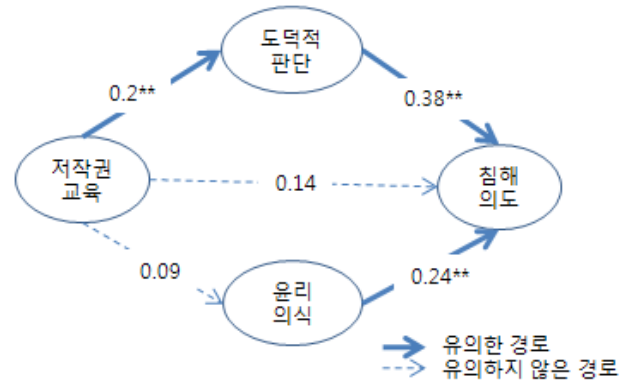 도덕적
판단
0.2**
0.38**
저작권
교육
0.14
침해
의도
0.09
0.24**
윤리
의식
유의한 경로
유의하지 않은 경로